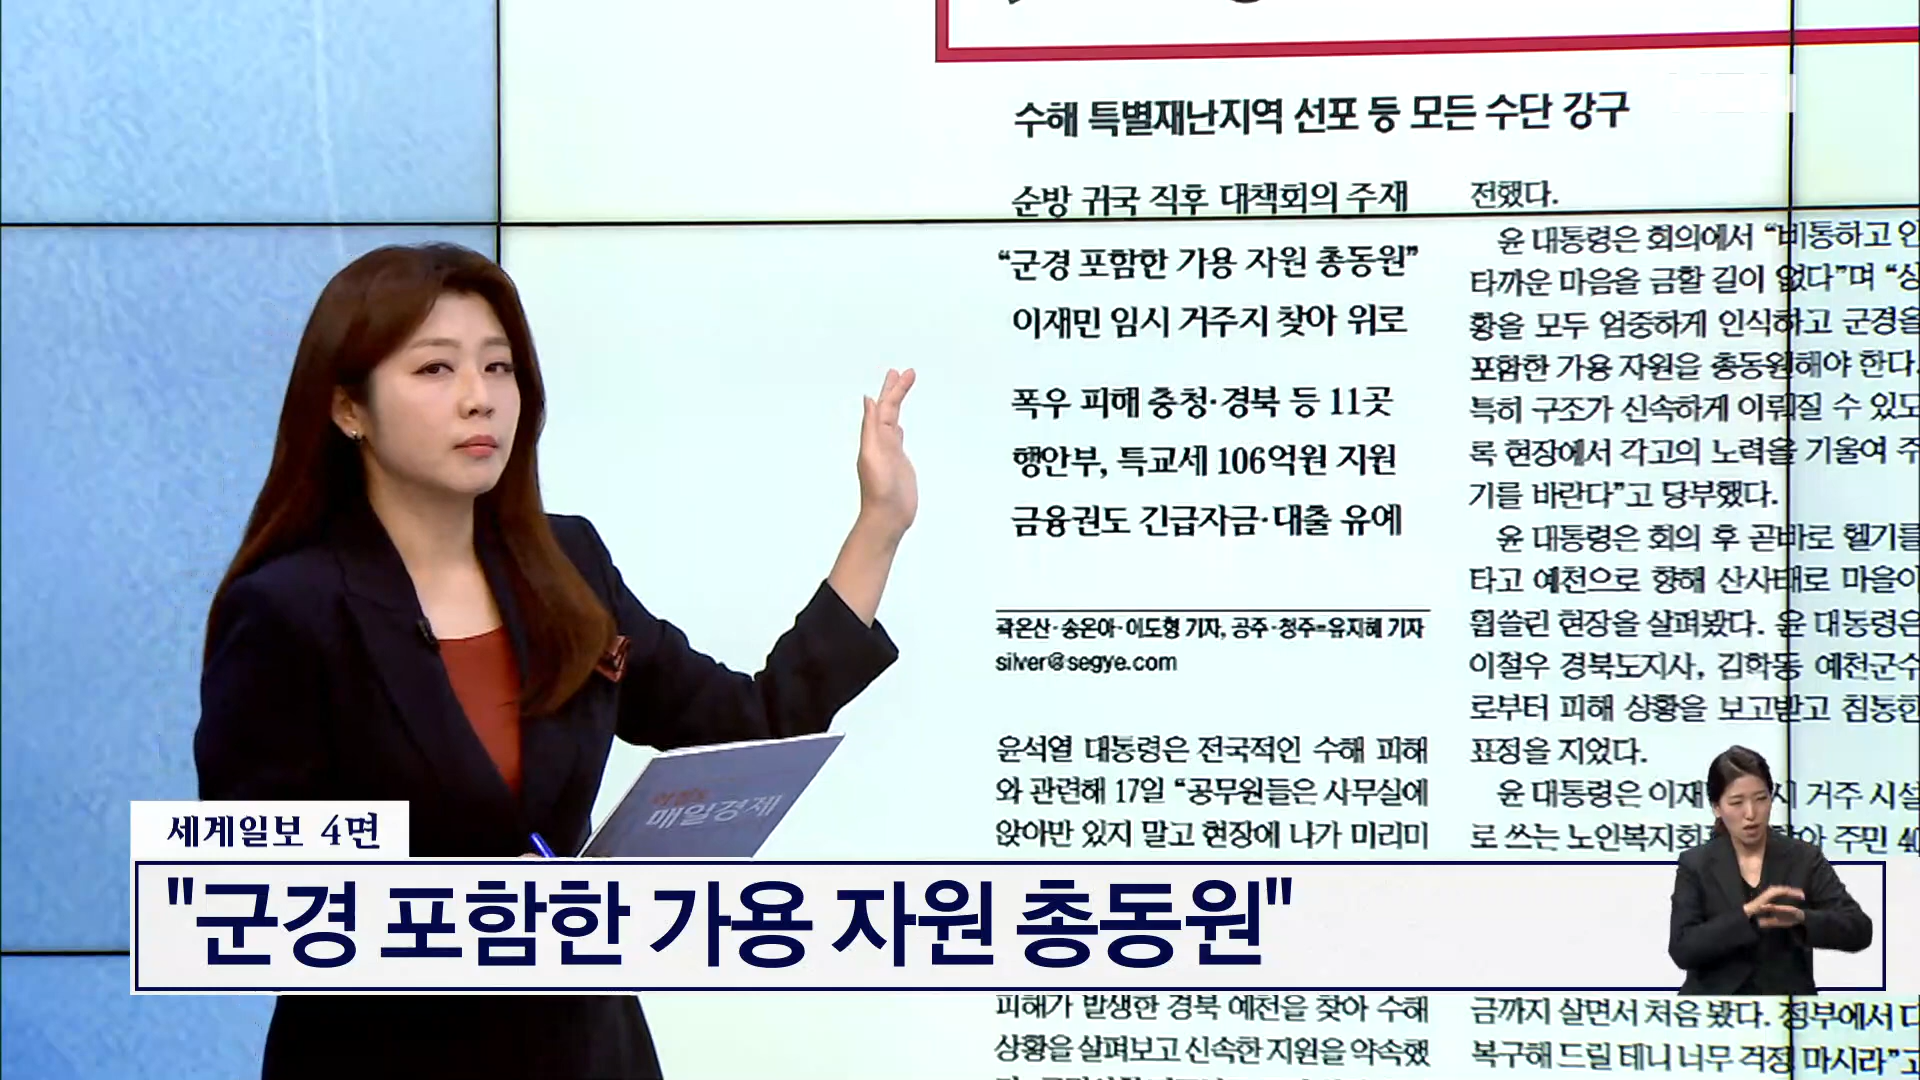 수해 특별재난지역 선포 등 모든 수단 강구
순방 귀국 직후 대책회의 주재
“군경 포함한 가용 자원 총동원”
이재민 임시 거주지 찾아 위로
폭우 피해 충청·경북 등 11곳
행안부, 특교세 106억원 지원
금융권도 긴급자금·대출 유예
곽은산·송은아·이도형 기자, 공주·청주=유지혜 기자
silver@segye.com
윤석열 대통령은 전국적인 수해 피해
와 관련해 17일 “공무원들은 사무실에
앉아만 있지 말고 현장에 나가 미리미
피해가 발생한 경북 예천을 찾아 수해
상황을 살펴보고 신속한 지원을 약속했
전했다.
윤 대통령은 회의에서 “비통하고 안
타까운 마음을 금할 길이 없다”며 “상
황을 모두 엄중하게 인식하고 군경을
포함한 가용 자원을 총동원해야 한다.
특히 구조가 신속하게 이뤄질 수 있도
록 현장에서 각고의 노력을 기울여 주
기를 바란다”고 당부했다.
윤 대통령은 회의 후 곧바로 헬기를
타고 예천으로 향해 산사태로 마을이
휩쓸린 현장을 살펴봤다. 윤 대통령은
이철우 경북도지사, 김학동 예천군수
로부터 피해 상황을 보고받고 침통한
표정을 지었다.
윤 대통령은 이재 시 거주 시설
로 쓰는 노인복지회 찾아 주민 40
금까지 살면서 처음 봤다. 정부에서 다
복구해 드릴 테니 너무 걱정 마시라”고
매일경제
세계일보 4면
"군경 포함한 가용 자원 총동원"